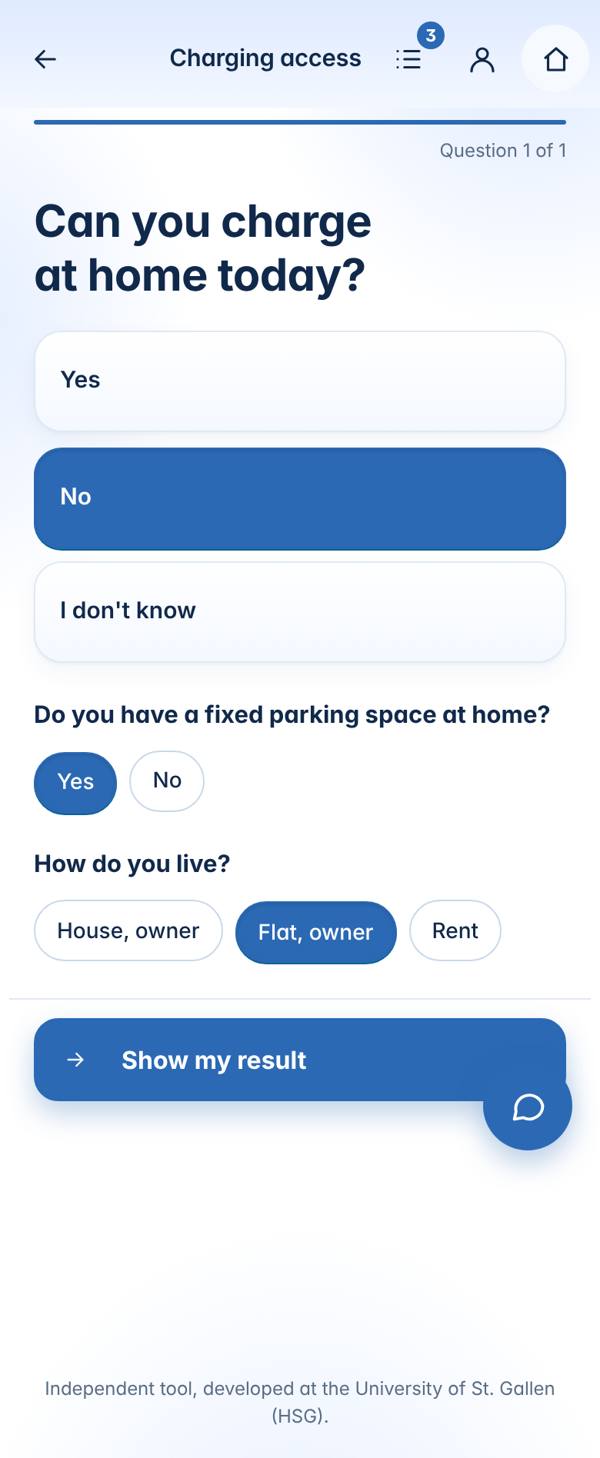 Charging access
3
Question 1 of 1
Can you charge
at home today?
Yes
No
I don't know
Do you have a fixed parking space at home?
Yes
No
How do you live?
House, owner
Flat, owner
Rent
Show my result
Independent tool, developed at the University of St. Gallen
(HSG).